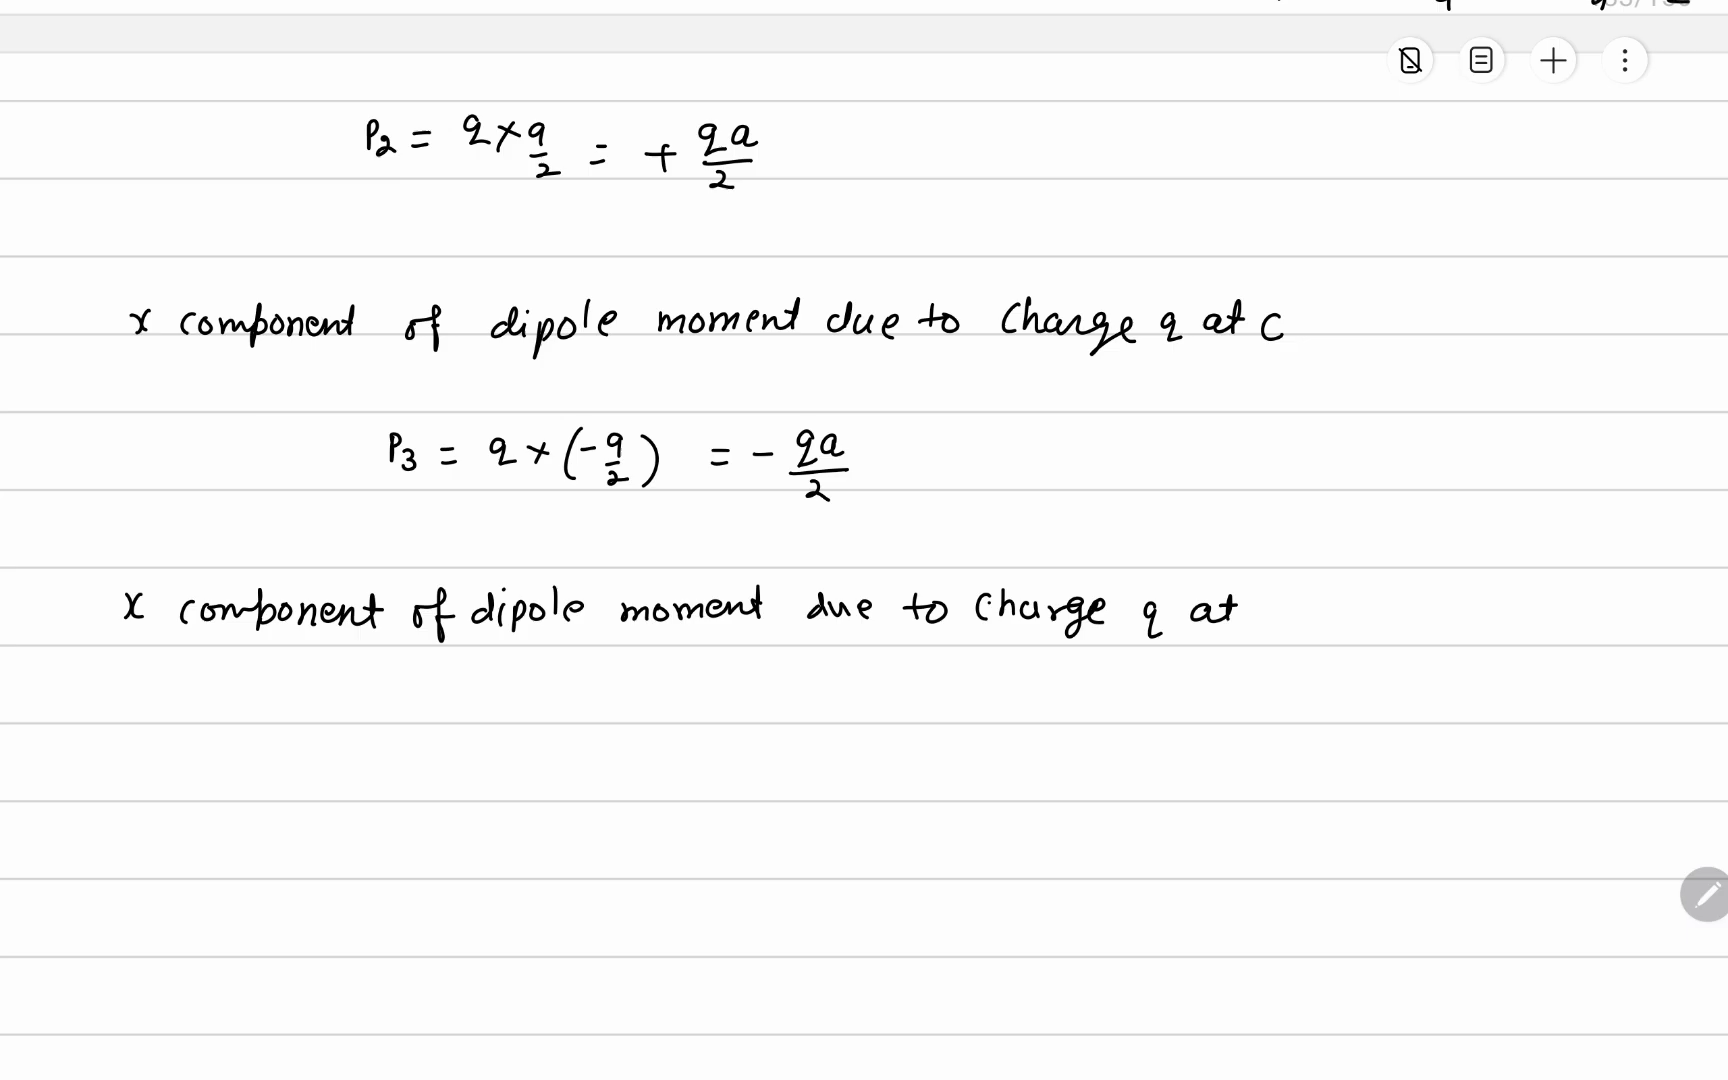 P₂ = q × a/2 = + qa/2
x component of dipole moment due to charge q at C
P₃ = q × (-a/2) = - qa/2
x component of dipole moment due to charge q at